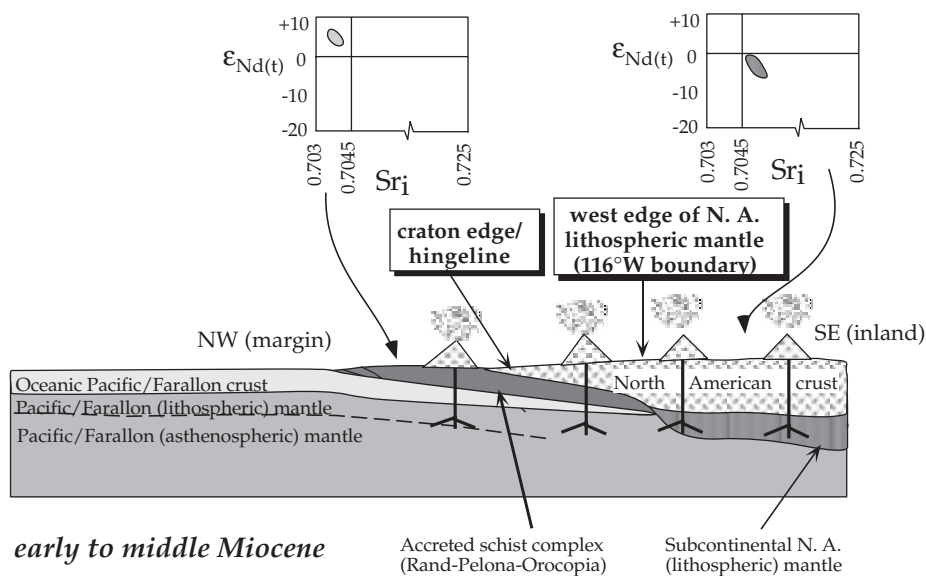 +10
εNd(t)
0
-10
-20
0.703
0.7045
0.725
Sri
+10
εNd(t)
0
-10
-20
0.703
0.7045
0.725
Sri
craton edge/
hingeline
west edge of N. A.
lithospheric mantle
(116°W boundary)
NW (margin)
SE (inland)
Oceanic Pacific/Farallon crust
North American crust
Pacific/Farallon (lithospheric) mantle
Pacific/Farallon (asthenospheric) mantle
early to middle Miocene
Accreted schist complex
(Rand-Pelona-Orocopia)
Subcontinental N. A.
(lithospheric) mantle